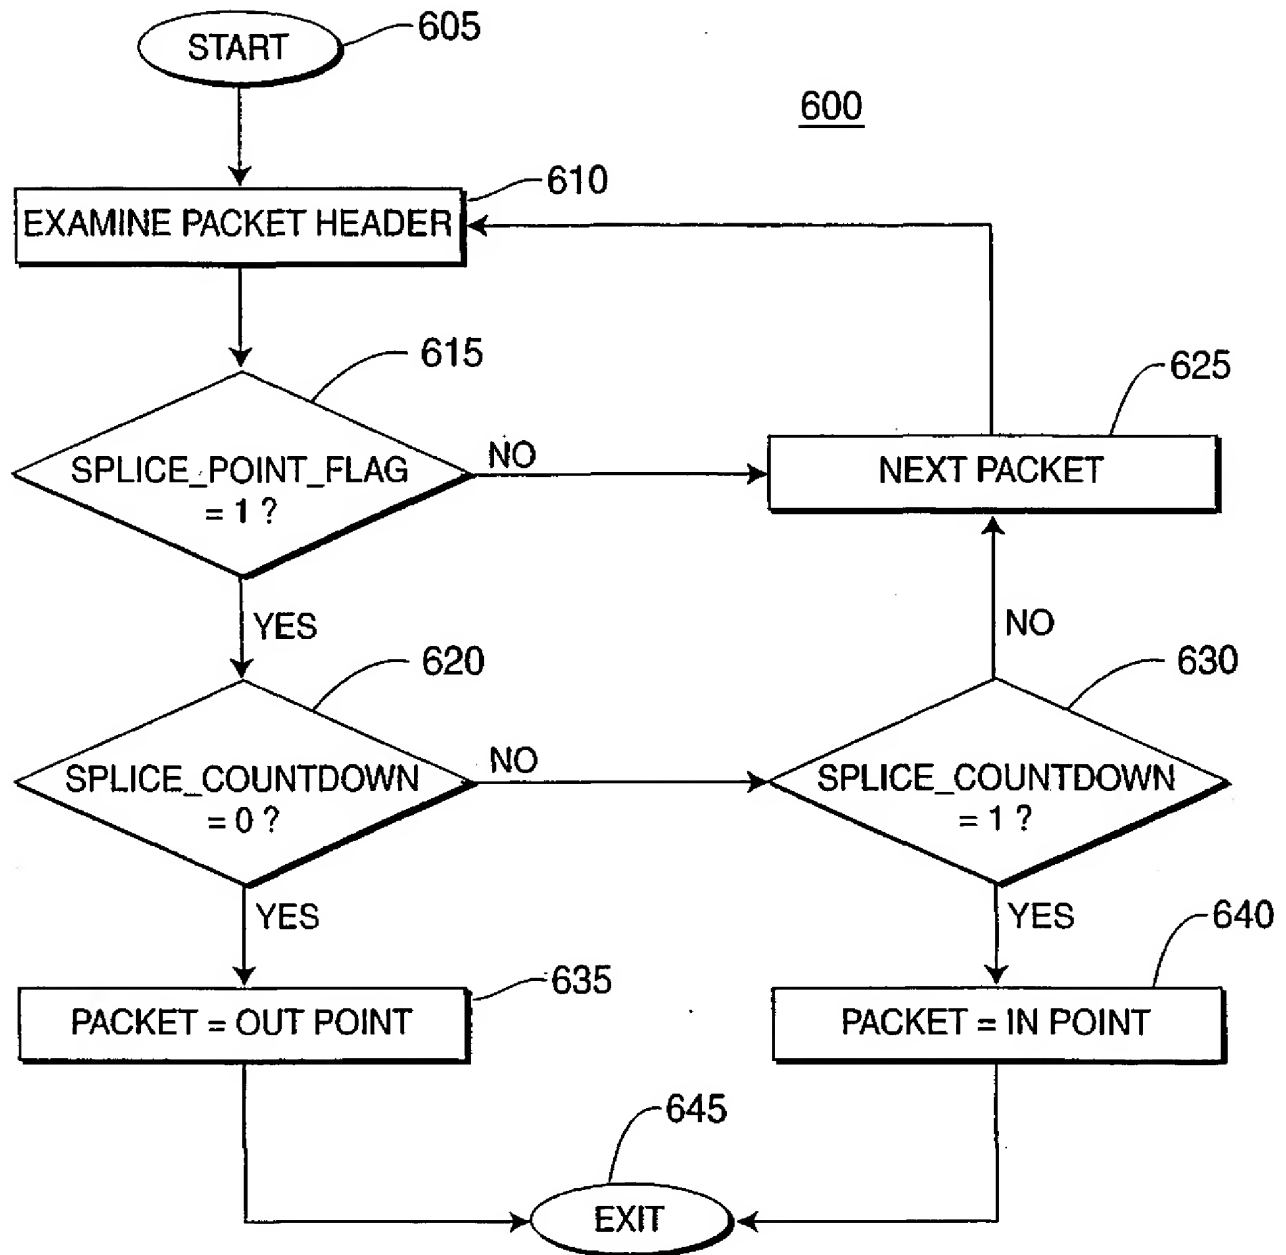 START
605
600
EXAMINE PACKET HEADER
610
615
SPLICE_POINT_FLAG
= 1 ?
NO
625
NEXT PACKET
YES
620
SPLICE_COUNTDOWN
= 0 ?
NO
NO
630
SPLICE_COUNTDOWN
= 1 ?
YES
635
PACKET = OUT POINT
YES
640
PACKET = IN POINT
645
EXIT